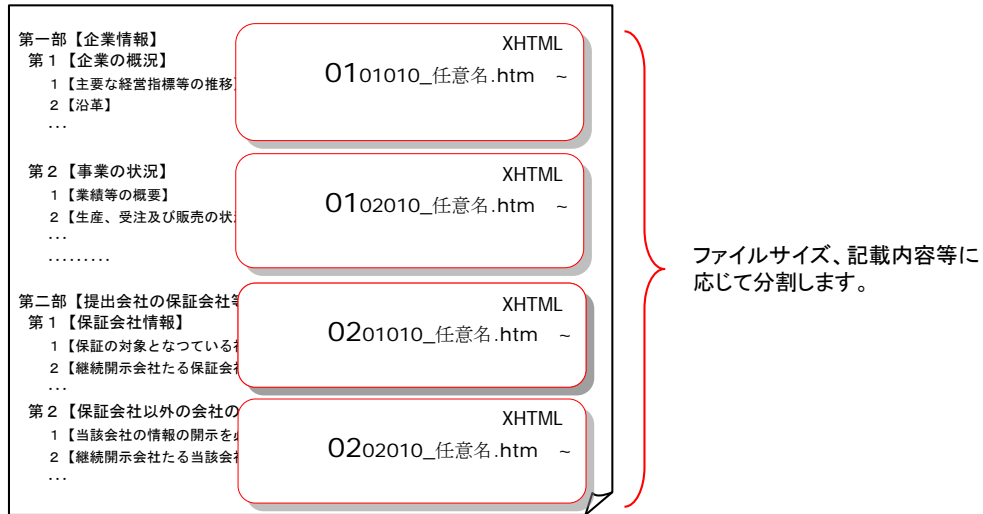 第一部【企業情報】
第1【企業の概況】
1【主要な経営指標等の推移】
2【沿革】
...
XHTML
0101010_任意名.htm ~
第2【事業の状況】
1【業績等の概要】
2【生産、受注及び販売の状
...
.........
XHTML
0102010_任意名.htm ~
第二部【提出会社の保証会社等
第1【保証会社情報】
1【保証の対象となつている
2【継続開示会社たる保証会
...
XHTML
0201010_任意名.htm ~
第2【保証会社以外の会社の
1【当該会社の情報の開示を
2【継続開示会社たる当該会
...
XHTML
0202010_任意名.htm ~
ファイルサイズ、記載内容等に
応じて分割します。